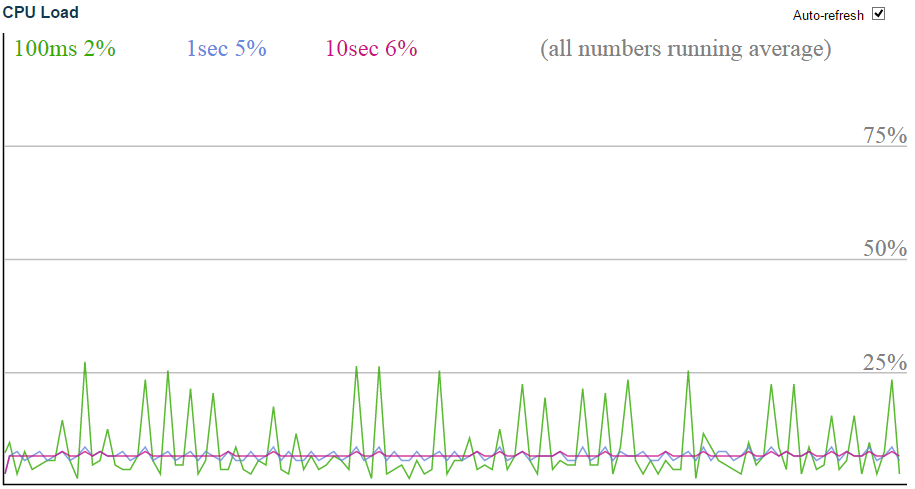 CPU Load
Auto-refresh
100ms 2% 1sec 5% 10sec 6% (all numbers running average)
75%
50%
25%